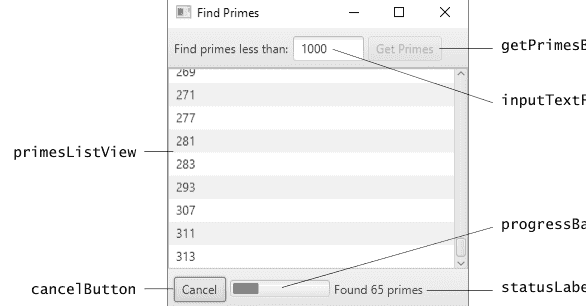 Find Primes
Find primes less than: 1000 Get Primes
getPrimesB
inputTextF
269
271
277
281
primesListView
283
293
307
progressBa
311
313
cancelButton
Cancel
Found 65 primes
statusLabe